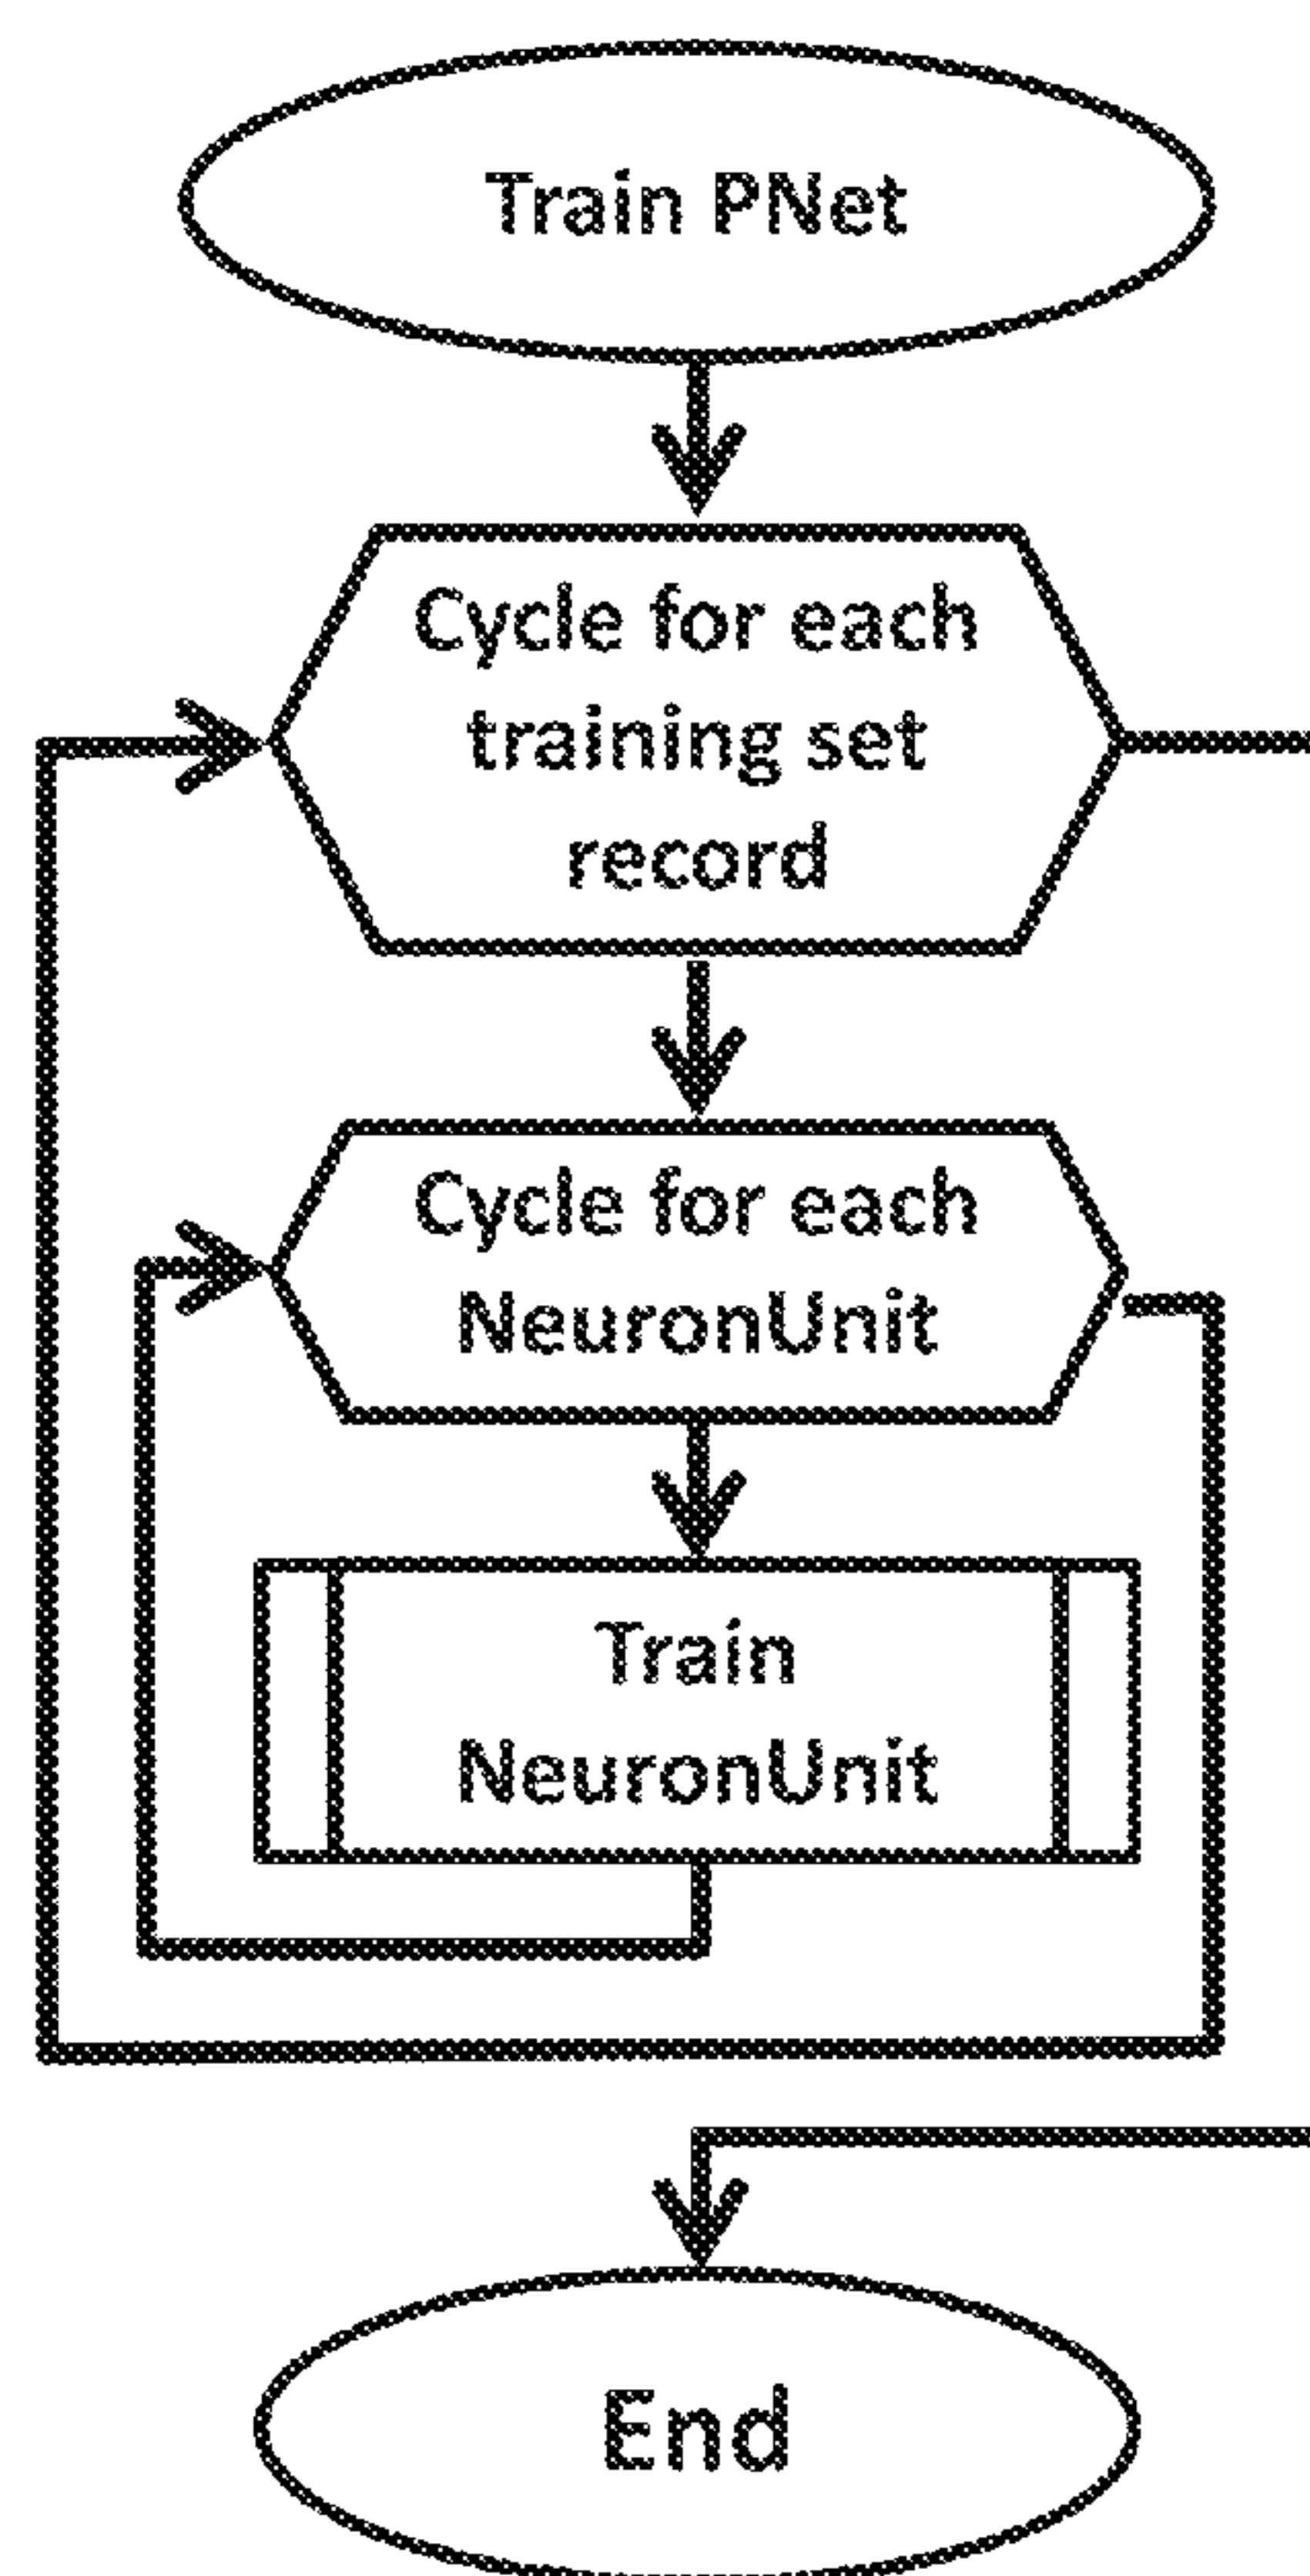 Train PNet
Cycle for each
training set
record
Cycle for each
NeuronUnit
Train
NeuronUnit
End